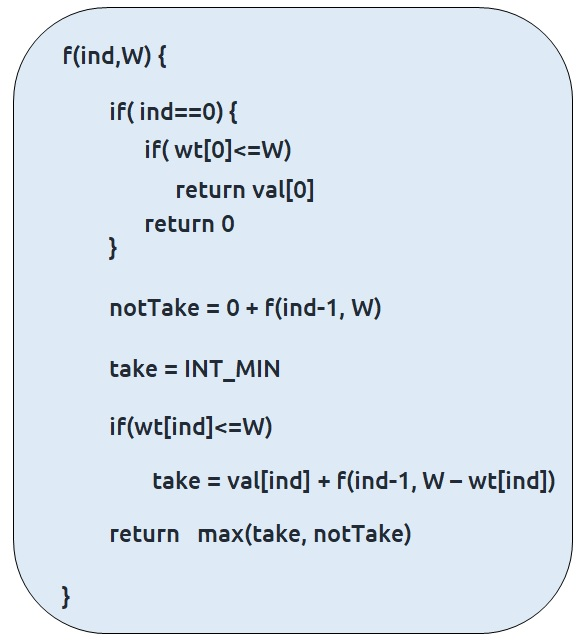 f(ind,W) {
if( ind==0) {
if( wt[0]<=W)
return val[0]
return 0
}
notTake = 0 + f(ind-1, W)
take = INT_MIN
if(wt[ind]<=W)
take = val[ind] + f(ind-1, W – wt[ind])
return max(take, notTake)
}